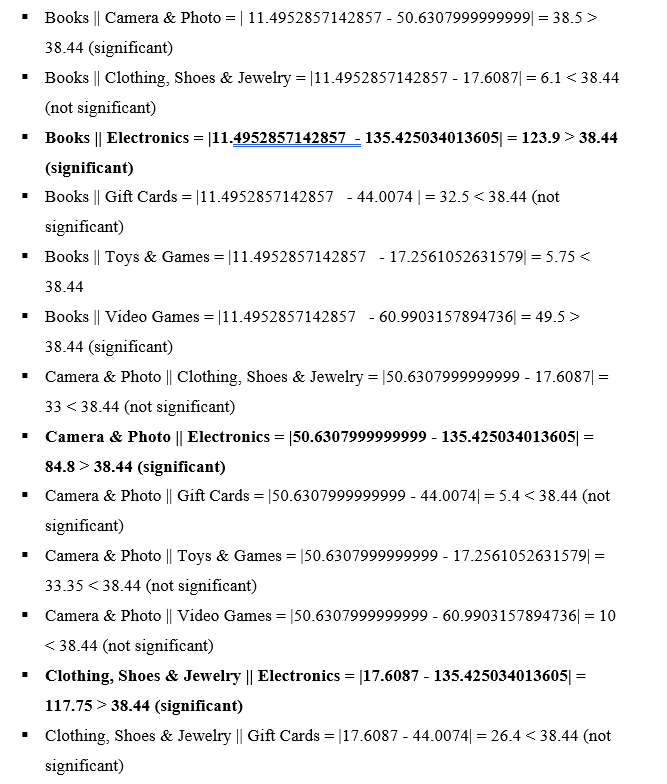 ▪ Books || Camera & Photo = | 11.4952857142857 - 50.6307999999999| = 38.5 >
38.44 (significant)
▪ Books || Clothing, Shoes & Jewelry = |11.4952857142857 - 17.6087| = 6.1 < 38.44
(not significant)
▪ Books || Electronics = |11.4952857142857 - 135.425034013605| = 123.9 > 38.44
(significant)
▪ Books || Gift Cards = |11.4952857142857 - 44.0074 | = 32.5 < 38.44 (not
significant)
▪ Books || Toys & Games = |11.4952857142857 - 17.2561052631579| = 5.75 <
38.44
▪ Books || Video Games = |11.4952857142857 - 60.9903157894736| = 49.5 >
38.44 (significant)
▪ Camera & Photo || Clothing, Shoes & Jewelry = |50.6307999999999 - 17.6087| =
33 < 38.44 (not significant)
▪ Camera & Photo || Electronics = |50.6307999999999 - 135.425034013605| =
84.8 > 38.44 (significant)
▪ Camera & Photo || Gift Cards = |50.6307999999999 - 44.0074| = 5.4 < 38.44 (not
significant)
▪ Camera & Photo || Toys & Games = |50.6307999999999 - 17.2561052631579| =
33.35 < 38.44 (not significant)
▪ Camera & Photo || Video Games = |50.6307999999999 - 60.9903157894736| = 10
< 38.44 (not significant)
▪ Clothing, Shoes & Jewelry || Electronics = |17.6087 - 135.425034013605| =
117.75 > 38.44 (significant)
▪ Clothing, Shoes & Jewelry || Gift Cards = |17.6087 - 44.0074| = 26.4 < 38.44 (not
significant)